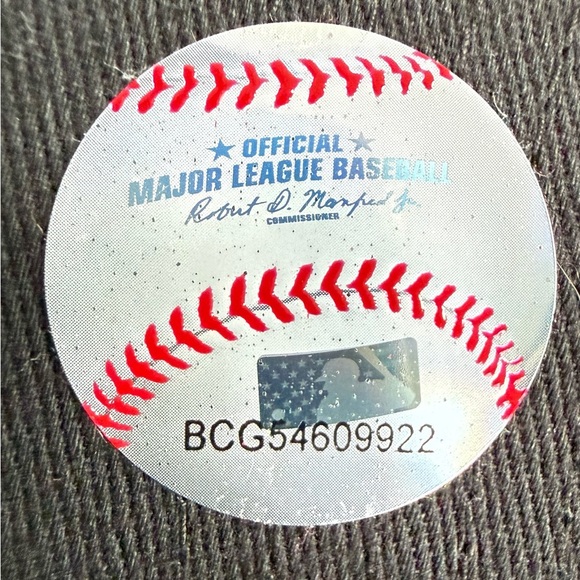 ★ OFFICIAL ★
MAJOR LEAGUE BASEBALL
Robert D. Manfred Jr.
COMMISSIONER
BCG54609922